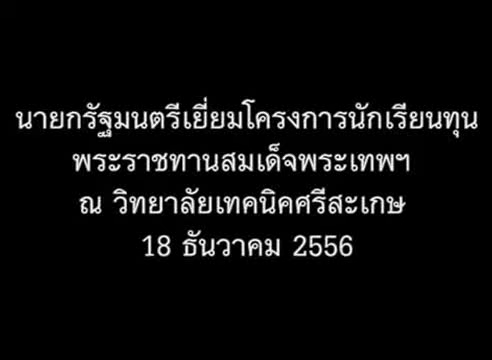 นายกรัฐมนตรีเยี่ยมโครงการนักเรียนทุน
พระราชทานสมเด็จพระเทพฯ
ณ วิทยาลัยเทคนิคศรีสะเกษ
18 ธันวาคม 2556